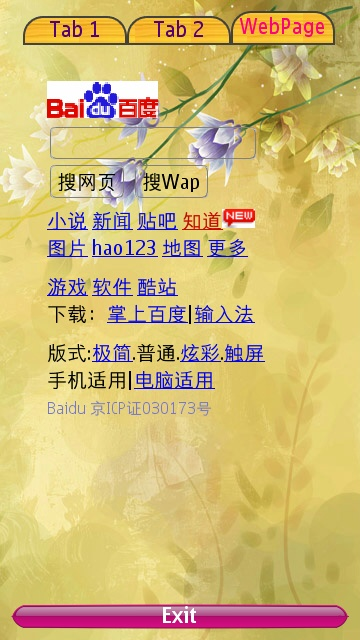 Tab 1 Tab 2 WebPage
Bai du 百度
搜网页 搜Wap
小说 新闻 贴吧 知道 NEW
图片 hao123 地图 更多
游戏 软件 酷站
下载：掌上百度|输入法
版式:极简.普通.炫彩.触屏
手机适用|电脑适用
Baidu 京ICP证030173号
Exit